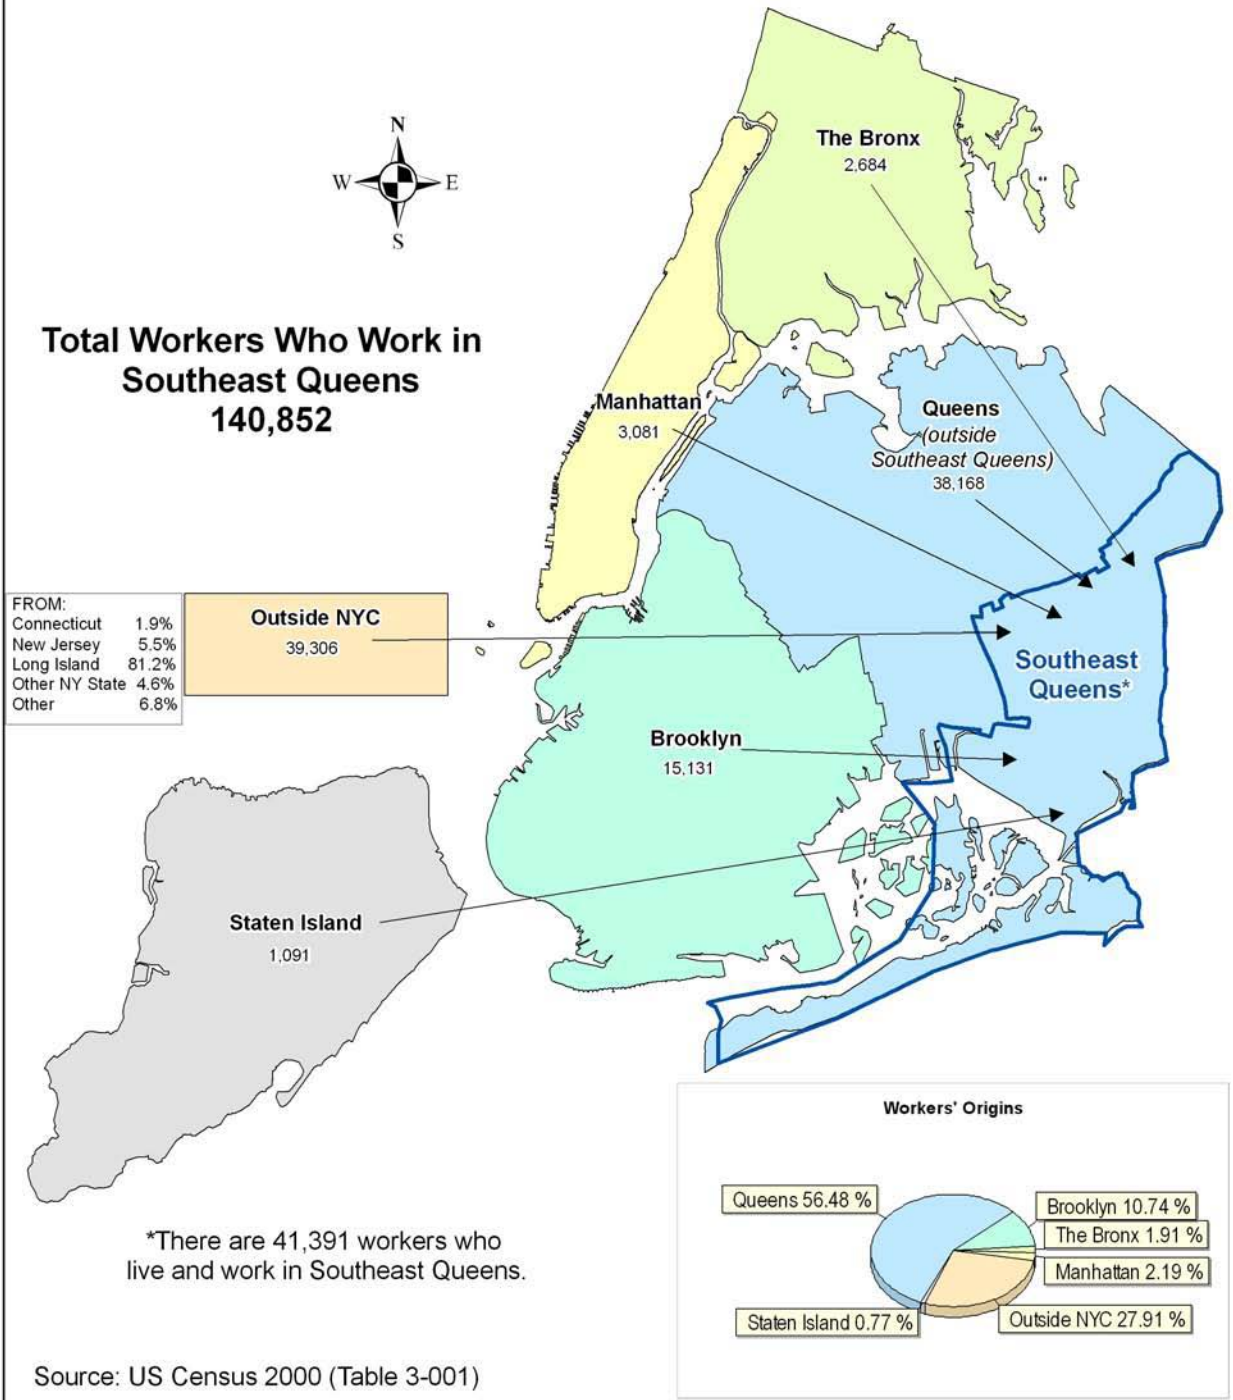 N
W E
S
Total Workers Who Work in
Southeast Queens
140,852
The Bronx
2,684
Manhattan
3,081
Queens
(outside
Southeast Queens)
38,168
FROM:
Connecticut 1.9%
New Jersey 5.5%
Long Island 81.2%
Other NY State 4.6%
Other 6.8%
Outside NYC
39,306
Southeast
Queens*
Brooklyn
15,131
Staten Island
1,091
*There are 41,391 workers who
live and work in Southeast Queens.
Workers' Origins
Queens 56.48 %
Brooklyn 10.74 %
The Bronx 1.91 %
Manhattan 2.19 %
Staten Island 0.77 %
Outside NYC 27.91 %
Source: US Census 2000 (Table 3-001)